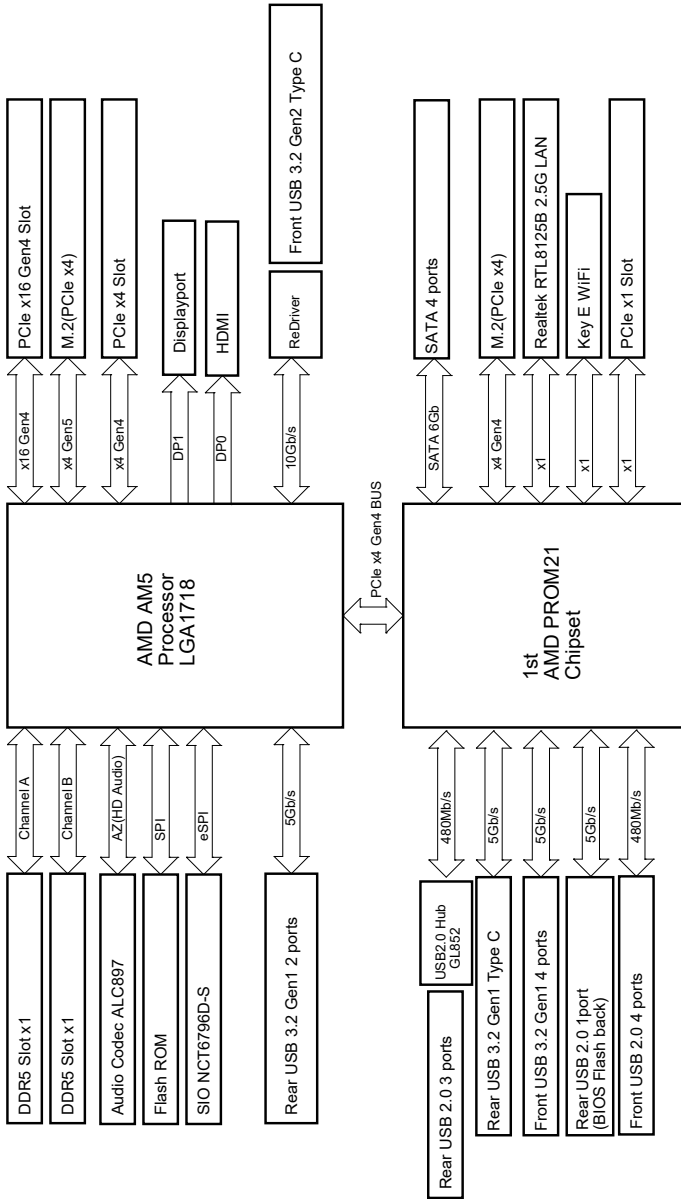 DDR5 Slot x1
Channel A
x16 Gen4
PCIe x16 Gen4 Slot
DDR5 Slot x1
Channel B
x4 Gen5
M.2(PCIe x4)
Audio Codec ALC897
AZ(HD Audio)
x4 Gen4
PCIe x4 Slot
Flash ROM
SPI
DP1
Displayport
SIO NCT6796D-S
eSPI
DP0
HDMI
AMD AM5
Processor
LGA1718
Rear USB 3.2 Gen1 2 ports
5Gb/s
10Gb/s
ReDriver
Front USB 3.2 Gen2 Type C
PCIe x4 Gen4 BUS
Rear USB 2.0 3 ports
USB2.0 Hub
GL852
480Mb/s
SATA 6Gb
SATA 4 ports
Rear USB 3.2 Gen1 Type C
5Gb/s
x4 Gen4
M.2(PCIe x4)
Front USB 3.2 Gen1 4 ports
5Gb/s
x1
Realtek RTL8125B 2.5G LAN
1st
AMD PROM21
Chipset
Rear USB 2.0 1port
(BIOS Flash back)
5Gb/s
x1
Key E WiFi
Front USB 2.0 4 ports
480Mb/s
x1
PCIe x1 Slot